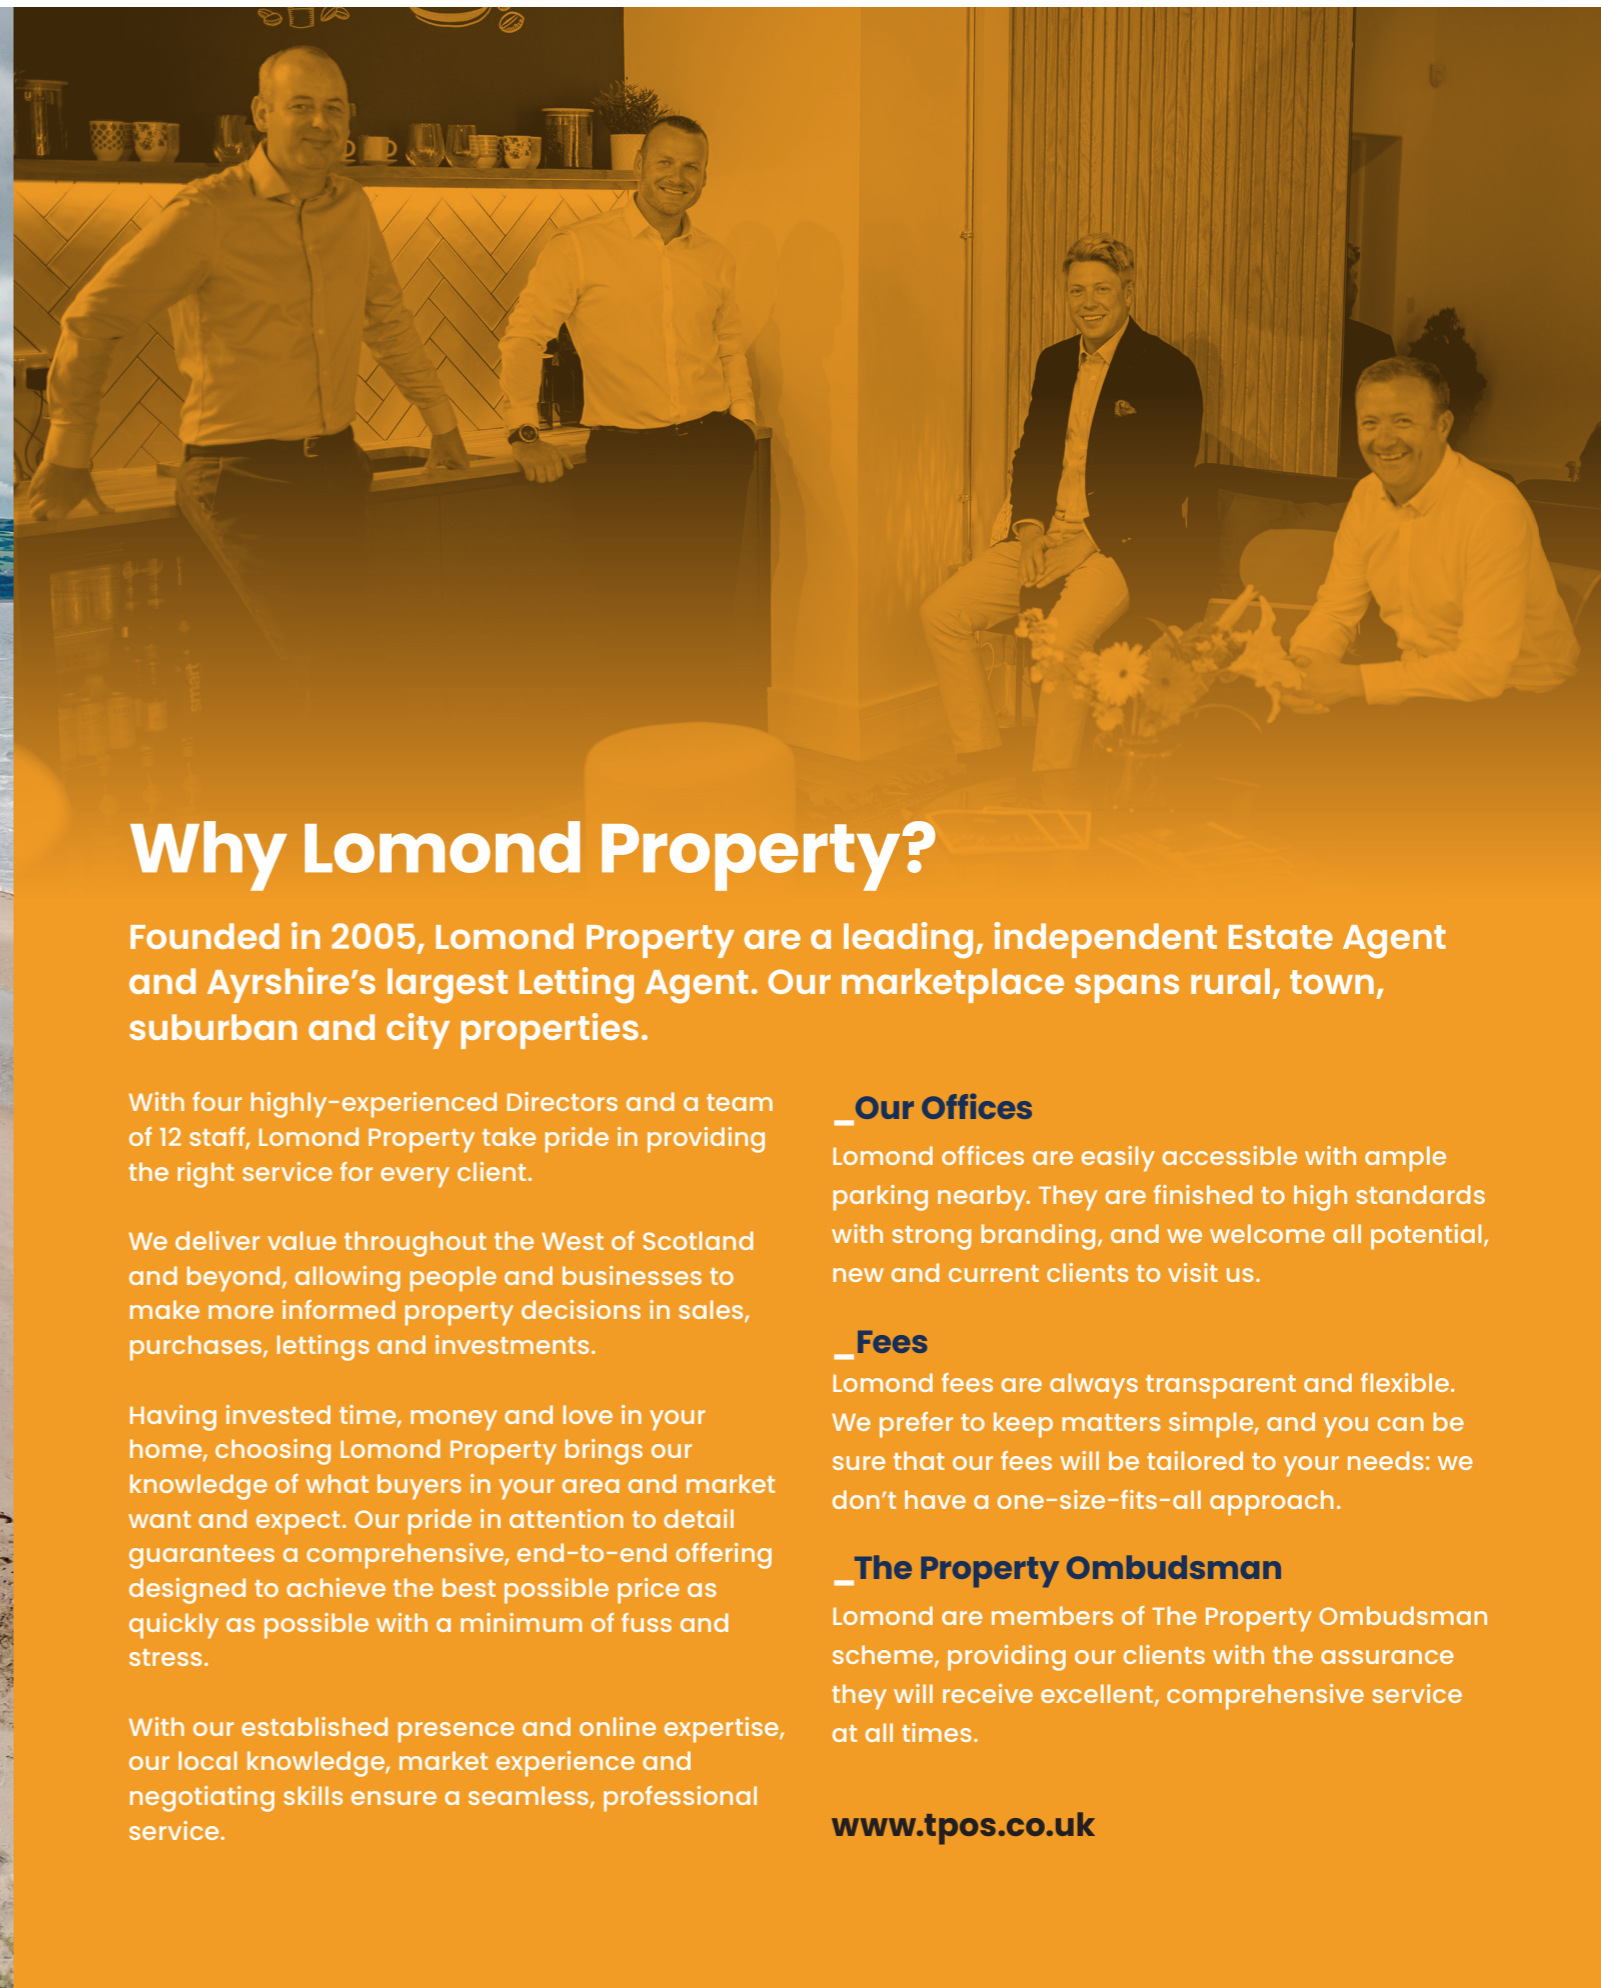 Why Lomond Property?
Founded in 2005, Lomond Property are a leading, independent Estate Agent
and Ayrshire’s largest Letting Agent. Our marketplace spans rural, town,
suburban and city properties.
With four highly-experienced Directors and a team
of 12 staff, Lomond Property take pride in providing
the right service for every client.
We deliver value throughout the West of Scotland
and beyond, allowing people and businesses to
make more informed property decisions in sales,
purchases, lettings and investments.
Having invested time, money and love in your
home, choosing Lomond Property brings our
knowledge of what buyers in your area and market
want and expect. Our pride in attention to detail
guarantees a comprehensive, end-to-end offering
designed to achieve the best possible price as
quickly as possible with a minimum of fuss and
stress.
With our established presence and online expertise,
our local knowledge, market experience and
negotiating skills ensure a seamless, professional
service.
_Our Offices
Lomond offices are easily accessible with ample
parking nearby. They are finished to high standards
with strong branding, and we welcome all potential,
new and current clients to visit us.
_Fees
Lomond fees are always transparent and flexible.
We prefer to keep matters simple, and you can be
sure that our fees will be tailored to your needs: we
don’t have a one-size-fits-all approach.
_The Property Ombudsman
Lomond are members of The Property Ombudsman
scheme, providing our clients with the assurance
they will receive excellent, comprehensive service
at all times.
www.tpos.co.uk
smart